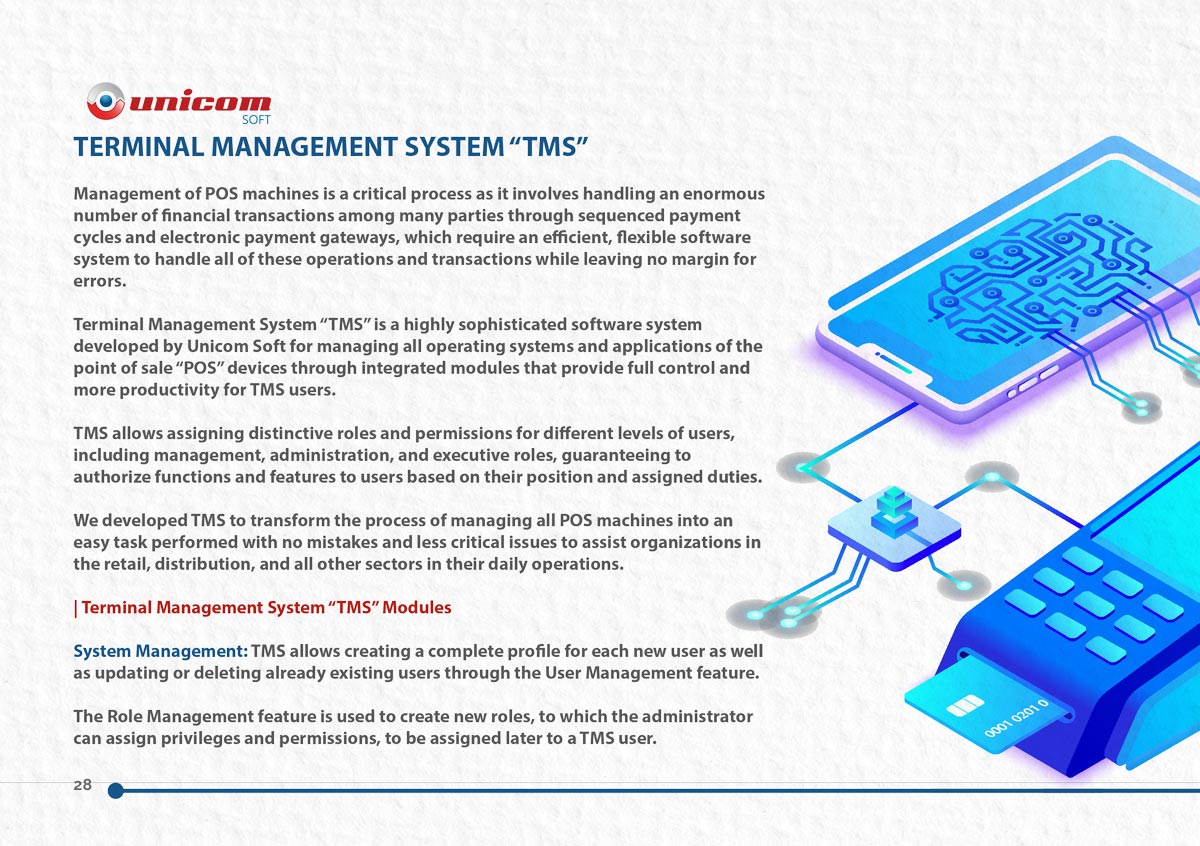 unicom
SOFT
TERMINAL MANAGEMENT SYSTEM “TMS”
Management of POS machines is a critical process as it involves handling an enormous
number of financial transactions among many parties through sequenced payment
cycles and electronic payment gateways, which require an efficient, flexible software
system to handle all of these operations and transactions while leaving no margin for
errors.
Terminal Management System “TMS” is a highly sophisticated software system
developed by Unicom Soft for managing all operating systems and applications of the
point of sale “POS” devices through integrated modules that provide full control and
more productivity for TMS users.
TMS allows assigning distinctive roles and permissions for different levels of users,
including management, administration, and executive roles, guaranteeing to
authorize functions and features to users based on their position and assigned duties.
We developed TMS to transform the process of managing all POS machines into an
easy task performed with no mistakes and less critical issues to assist organizations in
the retail, distribution, and all other sectors in their daily operations.
| Terminal Management System “TMS” Modules
System Management: TMS allows creating a complete profile for each new user as well
as updating or deleting already existing users through the User Management feature.
The Role Management feature is used to create new roles, to which the administrator
can assign privileges and permissions, to be assigned later to a TMS user.
0001 0201 0
28